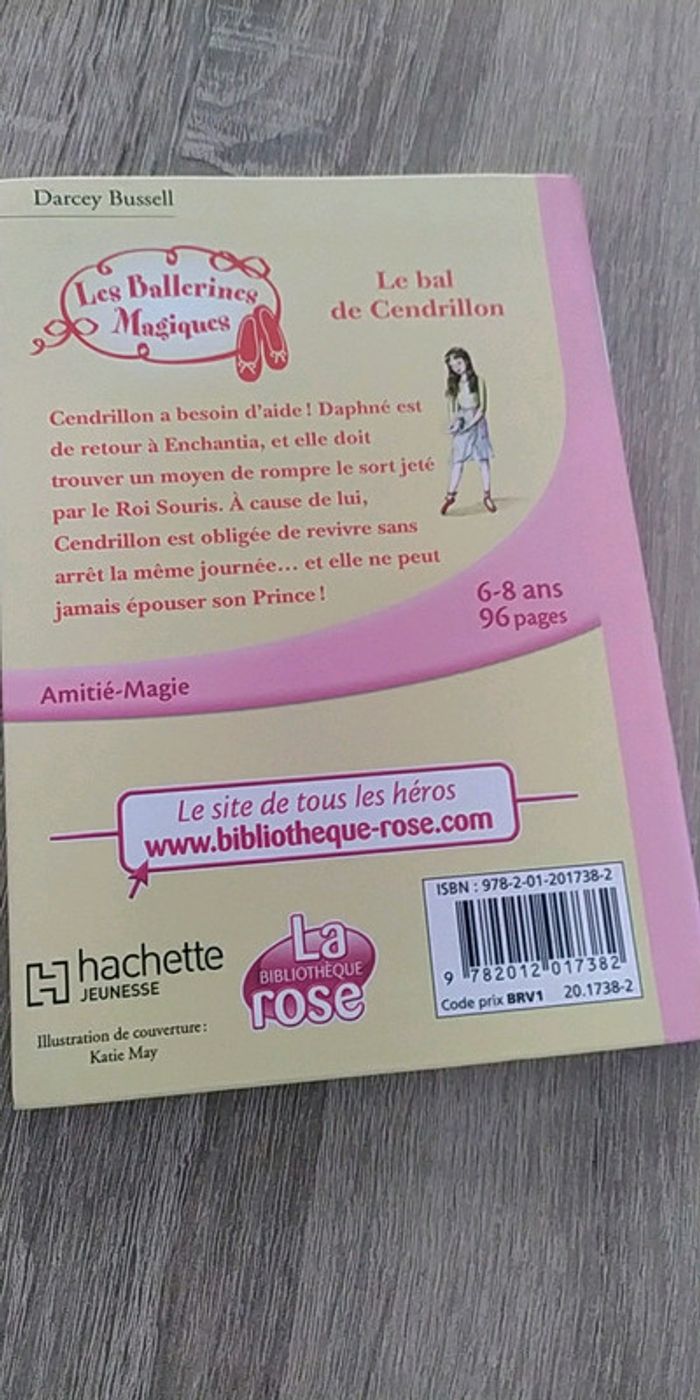 Darcey Bussell
Les Ballerines
Magiques
Le bal
de Cendrillon
Cendrillon a besoin d'aide ! Daphné est
de retour à Enchantia, et elle doit
trouver un moyen de rompre le sort jeté
par le Roi Souris. À cause de lui,
Cendrillon est obligée de revivre sans
arrêt la même journée... et elle ne peut
jamais épouser son Prince !
6-8 ans
96 pages
Amitié-Magie
Le site de tous les héros
www.bibliotheque-rose.com
hachette
JEUNESSE
Illustration de couverture :
Katie May
La
BIBLIOTHÈQUE
rose
ISBN : 978-2-01-201738-2
9 782012 017382
Code prix BRV1 20.1738-2